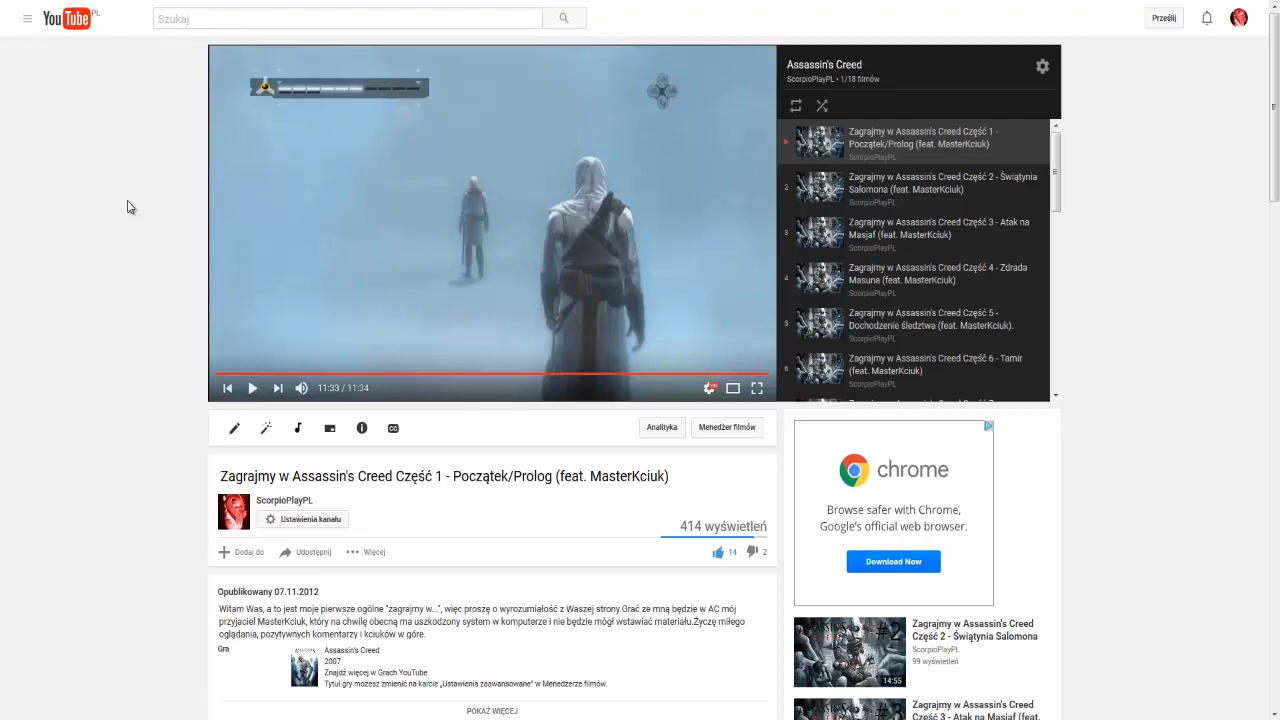 YouTube PL
Szukaj
Prześlij
Assassin's Creed
ScorpioPlayPL • 1/18 filmów
Zagrajmy w Assassin's Creed Część 1 -
Początek/Prolog (feat. MasterKciuk)
ScorpioPlayPL
2
Zagrajmy w Assassin's Creed Część 2 - Świątynia
Salomona (feat. MasterKciuk)
ScorpioPlayPL
3
Zagrajmy w Assassin's Creed Część 3 - Atak na
Masjaf (feat. MasterKciuk)
ScorpioPlayPL
4
Zagrajmy w Assassin's Creed Część 4 - Zdrada
Masuna (feat. MasterKciuk)
ScorpioPlayPL
5
Zagrajmy w Assassin's Creed Część 5 -
Dochodzenie śledztwa (feat. MasterKciuk).
ScorpioPlayPL
6
Zagrajmy w Assassin's Creed Część 6 - Tamir
(feat. MasterKciuk)
ScorpioPlayPL
11:33 / 11:34
Analityka
Menedżer filmów
Zagrajmy w Assassin's Creed Część 1 - Początek/Prolog (feat. MasterKciuk)
ScorpioPlayPL
Ustawienia kanału
414 wyświetleń
Dodaj do
Udostępnij
Więcej
14
2
Opublikowany 07.11.2012
Witam Was, a to jest moje pierwsze ogólne "zagrajmy w...", więc proszę o wyrozumiałość z Waszej strony.Grać ze mną będzie w AC mój
przyjaciel MasterKciuk, który na chwilę obecną ma uszkodzony system w komputerze i nie będzie mógł wstawiać materiału.Życzę miłego
oglądania, pozytywnych komentarzy i kciuków w góre.
Gra
Assassin's Creed
2007
Znajdź więcej w Grach YouTube
Tytuł gry możesz zmienić na karcie „Ustawienia zaawansowane" w Menedżerze filmów.
POKAŻ WIĘCEJ
chrome
Browse safer with Chrome,
Google's official web browser.
Download Now
#2
14:55
Zagrajmy w Assassin's Creed
Część 2 - Świątynia Salomona
ScorpioPlayPL
99 wyświetleń
#3
Zagrajmy w Assassin's Creed
Część 3 - Atak na Masjaf (feat.